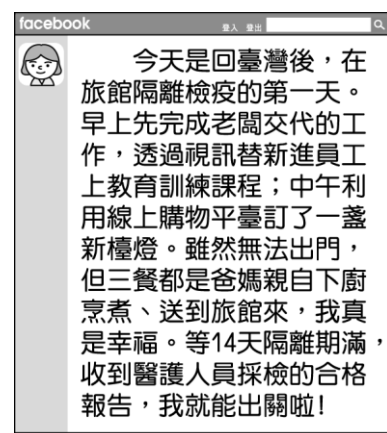 facebook
登入 登出
今天是回臺灣後，在
旅館隔離檢疫的第一天。
早上先完成老闆交代的工
作，透過視訊替新進員工
上教育訓練課程；中午利
用線上購物平臺訂了一盞
新檯燈。雖然無法出門，
但三餐都是爸媽親自下廚
烹煮、送到旅館來，我真
是幸福。等14天隔離期滿，
收到醫護人員採檢的合格
報告，我就能出關啦!